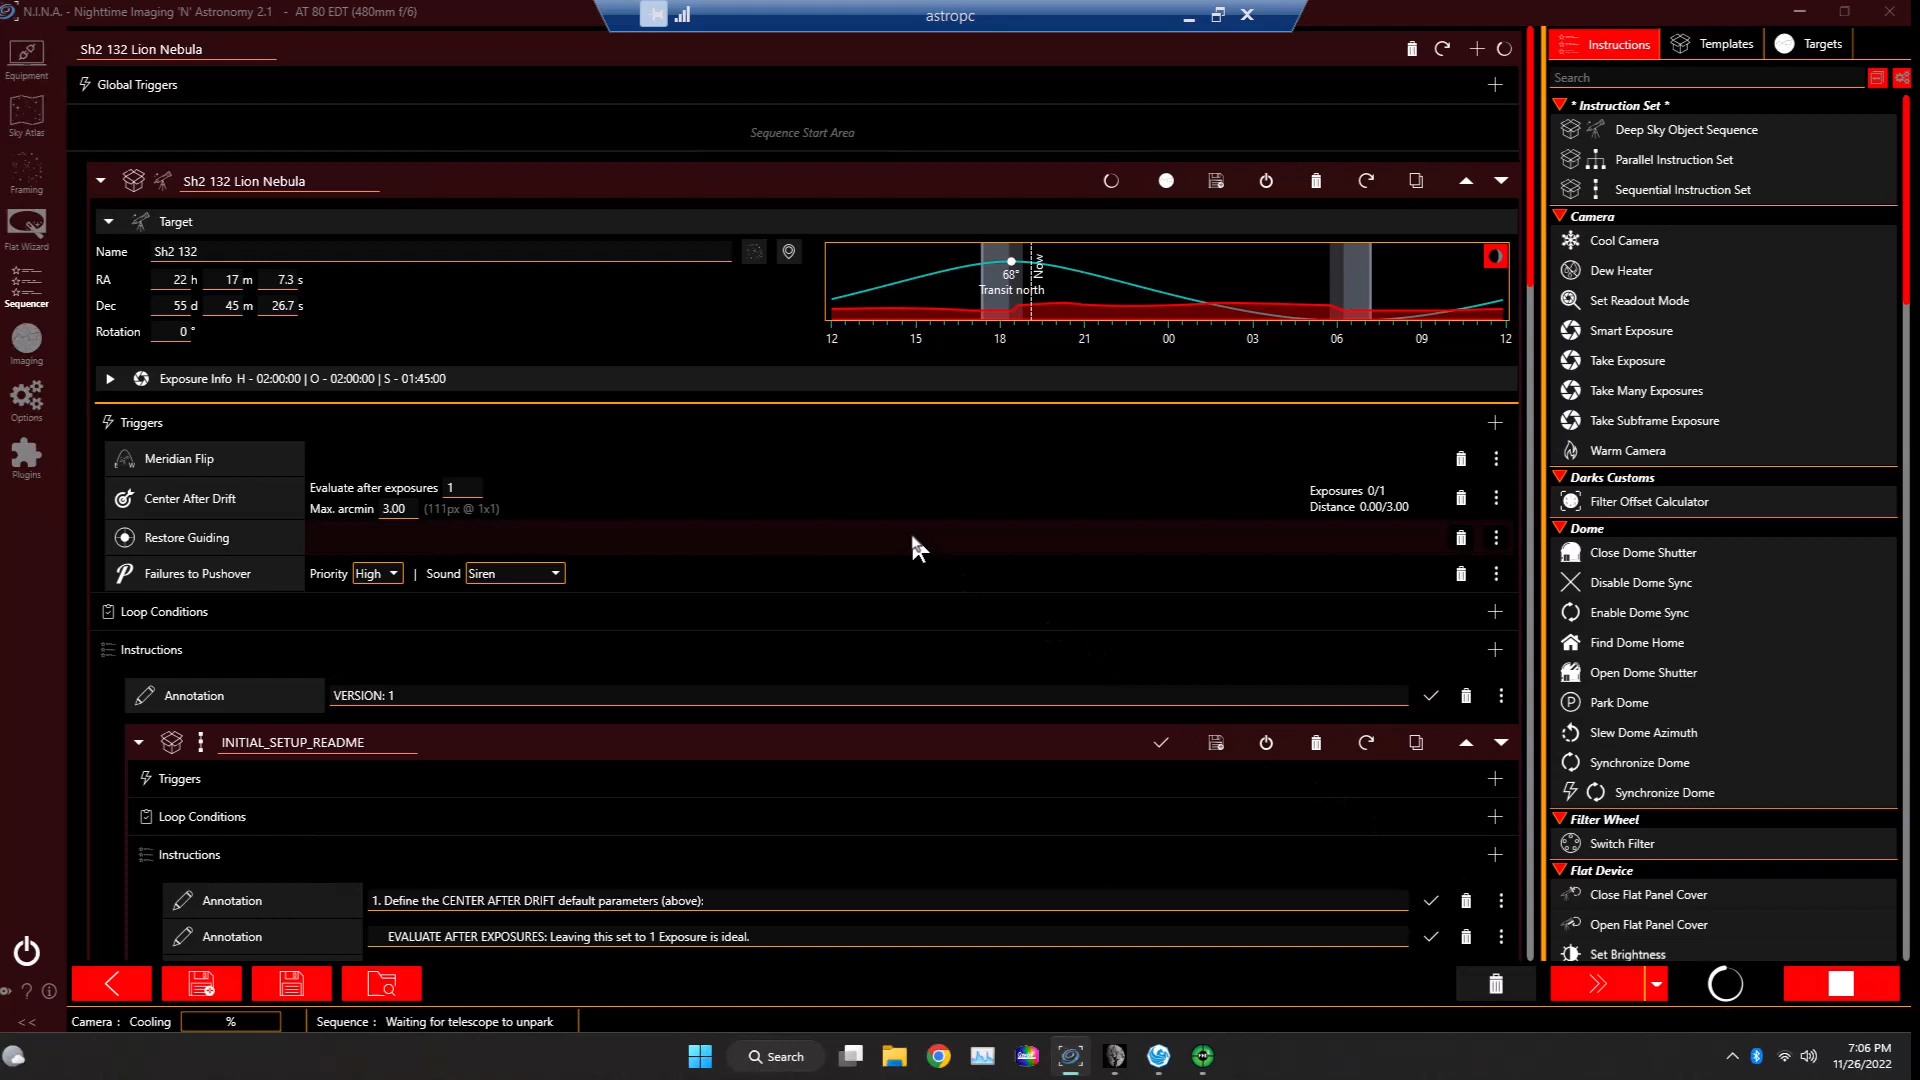 N.I.N.A. - Nighttime Imaging 'N' Astronomy 2.1 - AT 80 EDT (480mm f/6)
astropc
Equipment
Sky Atlas
Framing
Flat Wizard
Sequencer
Imaging
Options
Plugins
<<
Sh2 132 Lion Nebula
Global Triggers
Sequence Start Area
Sh2 132 Lion Nebula
Target
Name Sh2 132
RA 22 h 17 m 7.3 s
Dec 55 d 45 m 26.7 s
Rotation 0 °
68°
Transit north
Now
12 15 18 21 00 03 06 09 12
Exposure Info H - 02:00:00 | O - 02:00:00 | S - 01:45:00
Triggers
Meridian Flip
Center After Drift
Evaluate after exposures 1
Max. arcmin 3.00 (111px @ 1x1)
Exposures 0/1
Distance 0.00/3.00
Restore Guiding
Failures to Pushover Priority High | Sound Siren
Loop Conditions
Instructions
Annotation VERSION: 1
INITIAL_SETUP_README
Triggers
Loop Conditions
Instructions
Annotation 1. Define the CENTER AFTER DRIFT default parameters (above):
Annotation EVALUATE AFTER EXPOSURES: Leaving this set to 1 Exposure is ideal.
Camera : Cooling %
Sequence : Waiting for telescope to unpark
Instructions
Templates
Targets
Search
* Instruction Set *
Deep Sky Object Sequence
Parallel Instruction Set
Sequential Instruction Set
Camera
Cool Camera
Dew Heater
Set Readout Mode
Smart Exposure
Take Exposure
Take Many Exposures
Take Subframe Exposure
Warm Camera
Darks Customs
Filter Offset Calculator
Dome
Close Dome Shutter
Disable Dome Sync
Enable Dome Sync
Find Dome Home
Open Dome Shutter
Park Dome
Slew Dome Azimuth
Synchronize Dome
Synchronize Dome
Filter Wheel
Switch Filter
Flat Device
Close Flat Panel Cover
Open Flat Panel Cover
Set Brightness
Search
7:06 PM
11/26/2022